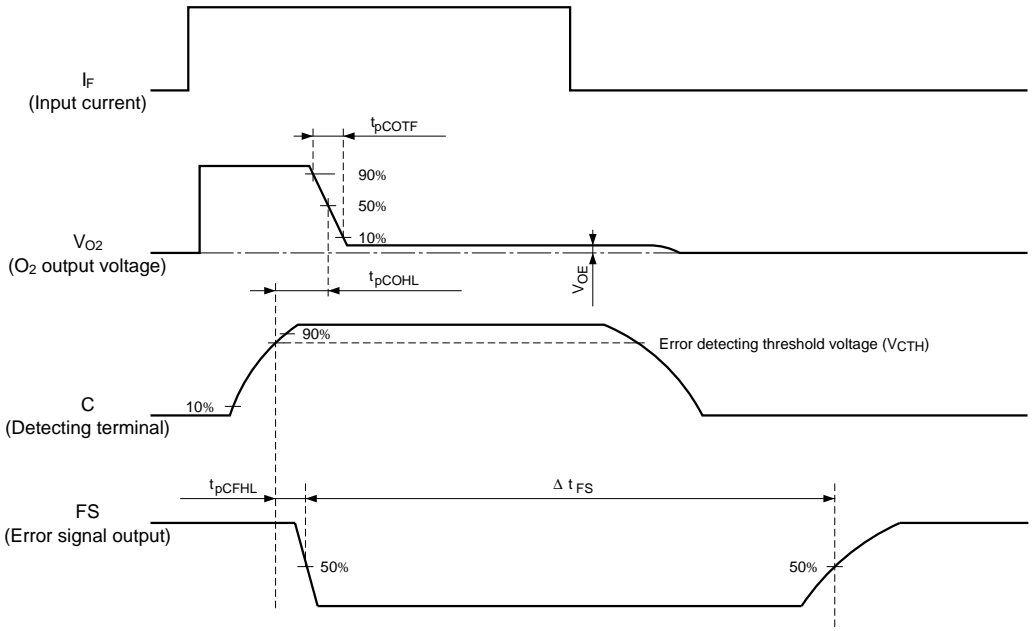 IF
(Input current)
tpCOTF
90%
50%
10%
VO2
(O2 output voltage)
tpCOHL
VOE
90%
Error detecting threshold voltage (VCTH)
10%
C
(Detecting terminal)
tpCFHL
Δ tFS
FS
(Error signal output)
50%
50%